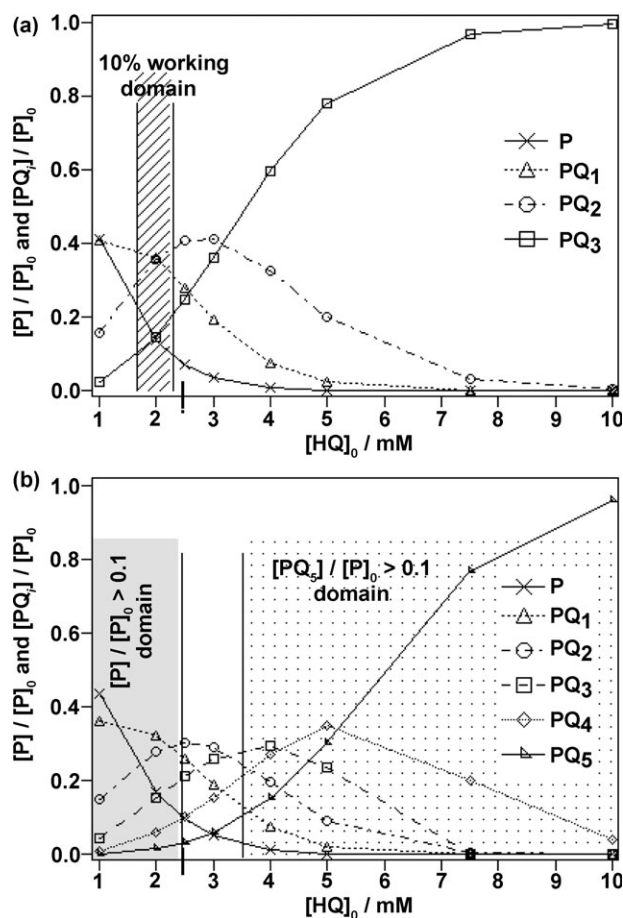 (a)
[P] / [P]₀ and [PQᵢ] / [P]₀
1.0
0.8
0.6
0.4
0.2
0.0
10% working
domain
P
PQ₁
PQ₂
PQ₃
1 2 3 4 5 6 7 8 9 10
[HQ]₀ / mM
(b)
[P] / [P]₀ and [PQᵢ] / [P]₀
1.0
0.8
0.6
0.4
0.2
0.0
[P] / [P]₀ > 0.1
domain
[PQ₅] / [P]₀ > 0.1
domain
P
PQ₁
PQ₂
PQ₃
PQ₄
PQ₅
1 2 3 4 5 6 7 8 9 10
[HQ]₀ / mM